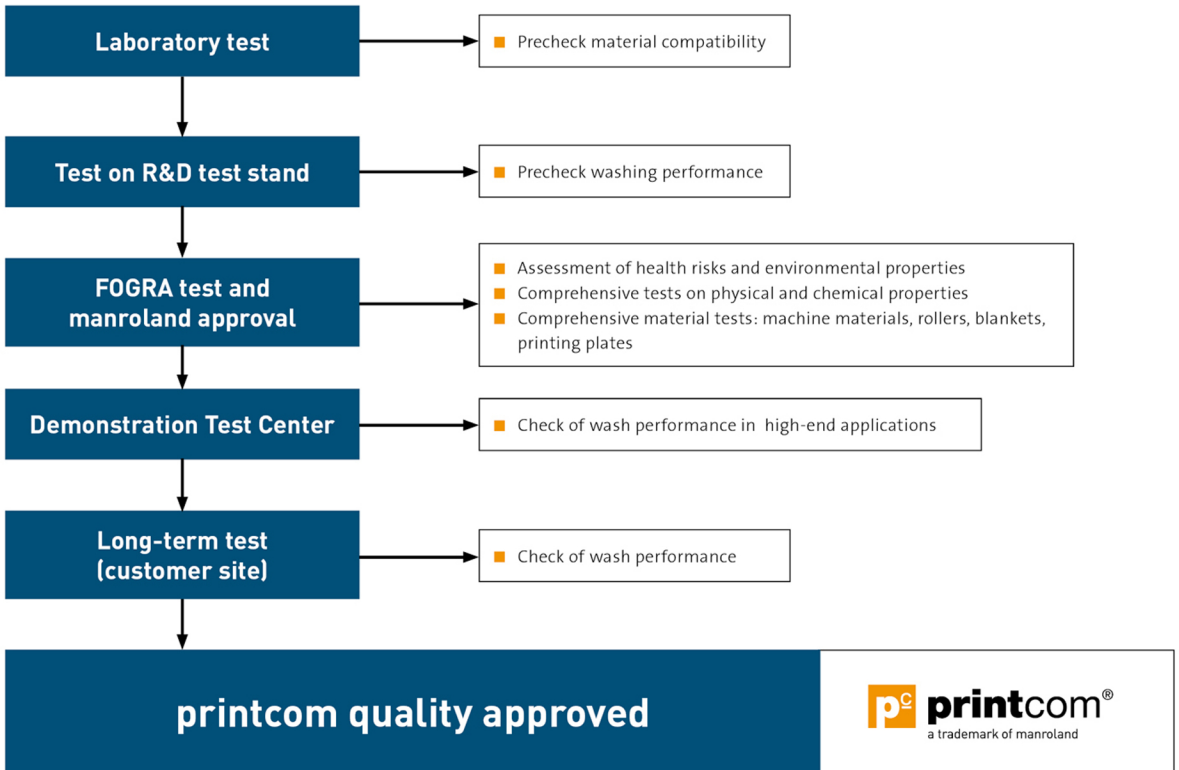 Laboratory test
Precheck material compatibility
Test on R&D test stand
Precheck washing performance
FOGRA test and
manroland approval
Assessment of health risks and environmental properties
Comprehensive tests on physical and chemical properties
Comprehensive material tests: machine materials, rollers, blankets,
printing plates
Demonstration Test Center
Check of wash performance in  high-end applications
Long-term test
(customer site)
Check of wash performance
printcom quality approved
pc printcom®
a trademark of manroland